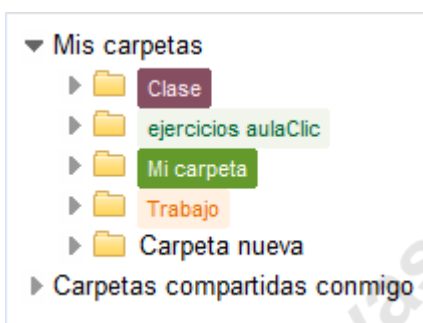 Mis carpetas
Clase
ejercicios aulaClic
Mi carpeta
Trabajo
Carpeta nueva
Carpetas compartidas conmigo